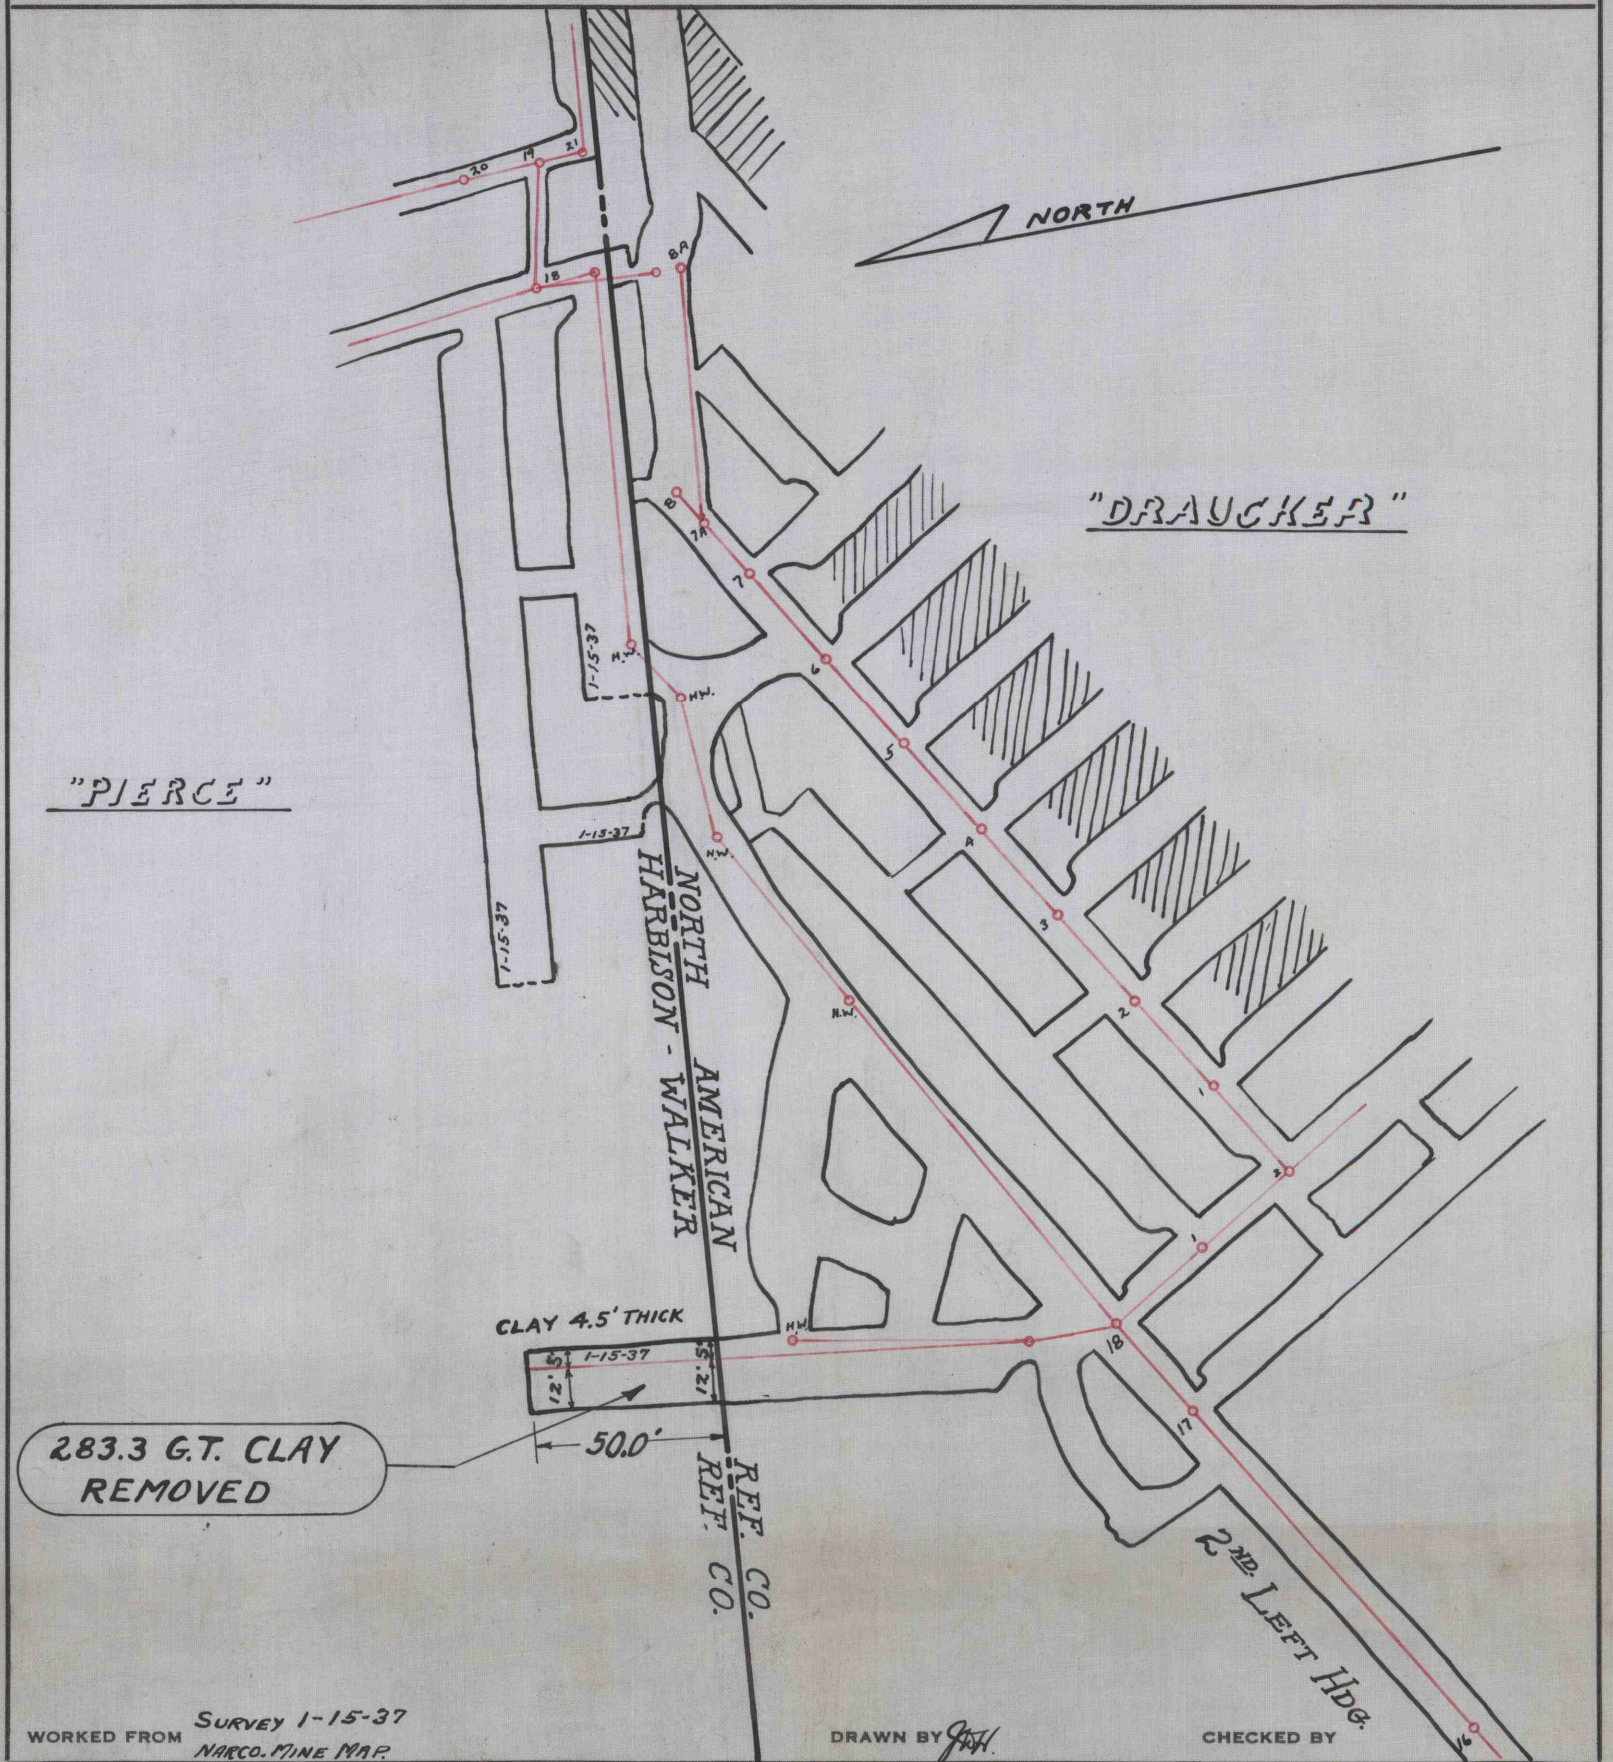 21
19
20
NORTH
8A
18
8
7A
"DRAUCKER"
7
1-15-37
H.W.
6
H.W.
5
"PIERCE"
1-15-37
H.W.
4
1-15-37
3
H.W.
2
NORTH AMERICAN REF. CO.
HARBISON - WALKER REF. CO.
1
2
1
CLAY 4.5' THICK
H.W.
18
1-15-37
12'.5'
12'.5'
17
50.0'
283.3 G.T. CLAY
REMOVED
2ND. LEFT HDG.
16
WORKED FROM SURVEY 1-15-37
NARCO. MINE MAP.
DRAWN BY JWH.
CHECKED BY